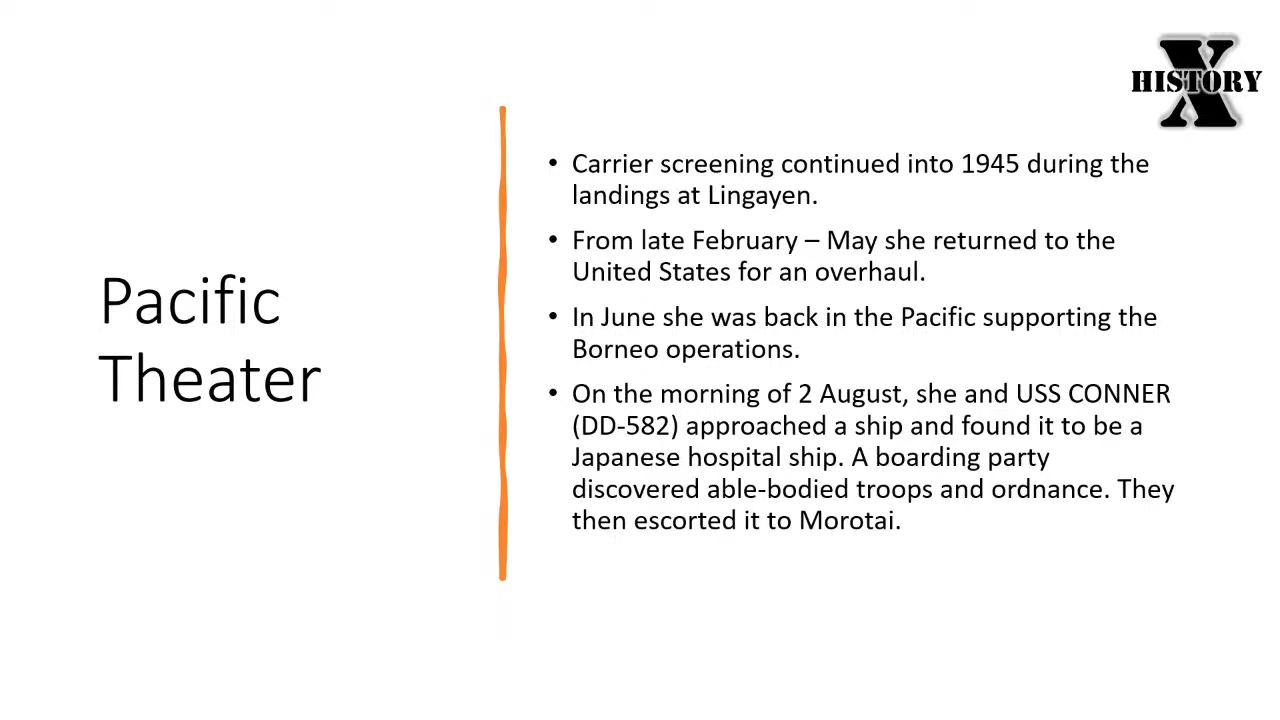 X
HISTORY
Pacific
Theater
• Carrier screening continued into 1945 during the
landings at Lingayen.
• From late February – May she returned to the
United States for an overhaul.
• In June she was back in the Pacific supporting the
Borneo operations.
• On the morning of 2 August, she and USS CONNER
(DD-582) approached a ship and found it to be a
Japanese hospital ship. A boarding party
discovered able-bodied troops and ordnance. They
then escorted it to Morotai.